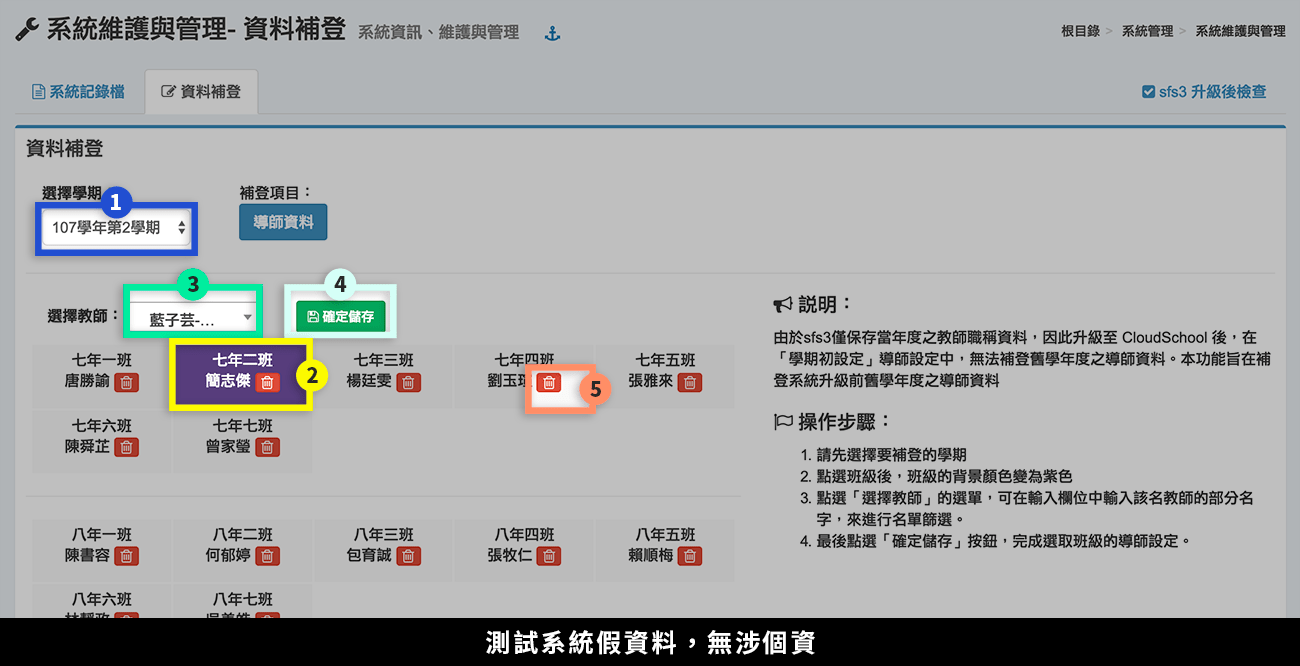 系統維護與管理- 資料補登 系統資訊、維護與管理
根目錄 > 系統管理 > 系統維護與管理
系統記錄檔
資料補登
sfs3 升級後檢查
資料補登
選擇學期
1
107學年第2學期
補登項目：
導師資料
選擇教師：
3
藍子芸-...
4
確定儲存
七年一班
唐勝諭
七年二班
簡志傑
2
七年三班
楊廷雯
七年四班
劉玉
5
七年五班
張雅來
七年六班
陳舜芷
七年七班
曾家瑩
八年一班
陳書容
八年二班
何郁婷
八年三班
包育誠
八年四班
張牧仁
八年五班
賴順梅
八年六班
八年七班
説明：
由於sfs3僅保存當年度之教師職稱資料，因此升級至 CloudSchool 後，在
「學期初設定」導師設定中，無法補登舊學年度之導師資料。本功能旨在補
登系統升級前舊學年度之導師資料
操作步驟：
1. 請先選擇要補登的學期
2. 點選班級後，班級的背景顏色變為紫色
3. 點選「選擇教師」的選單，可在輸入欄位中輸入該名教師的部分名
字，來進行名單篩選。
4. 最後點選「確定儲存」按鈕，完成選取班級的導師設定。
測試系統假資料，無涉個資